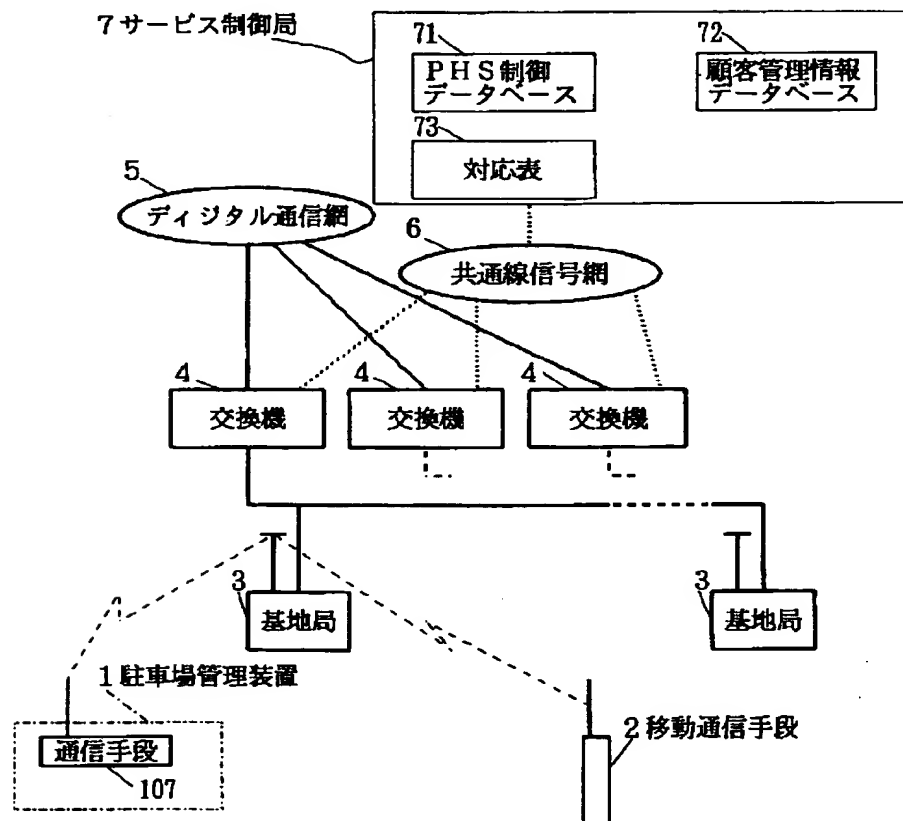 7サービス制御局
71
PHS制御
データベース
72
顧客管理情報
データベース
73
対応表
5
ディジタル通信網
6
共通線信号網
4
交換機
4
交換機
4
交換機
3
基地局
3
基地局
1駐車場管理装置
通信手段
107
2移動通信手段